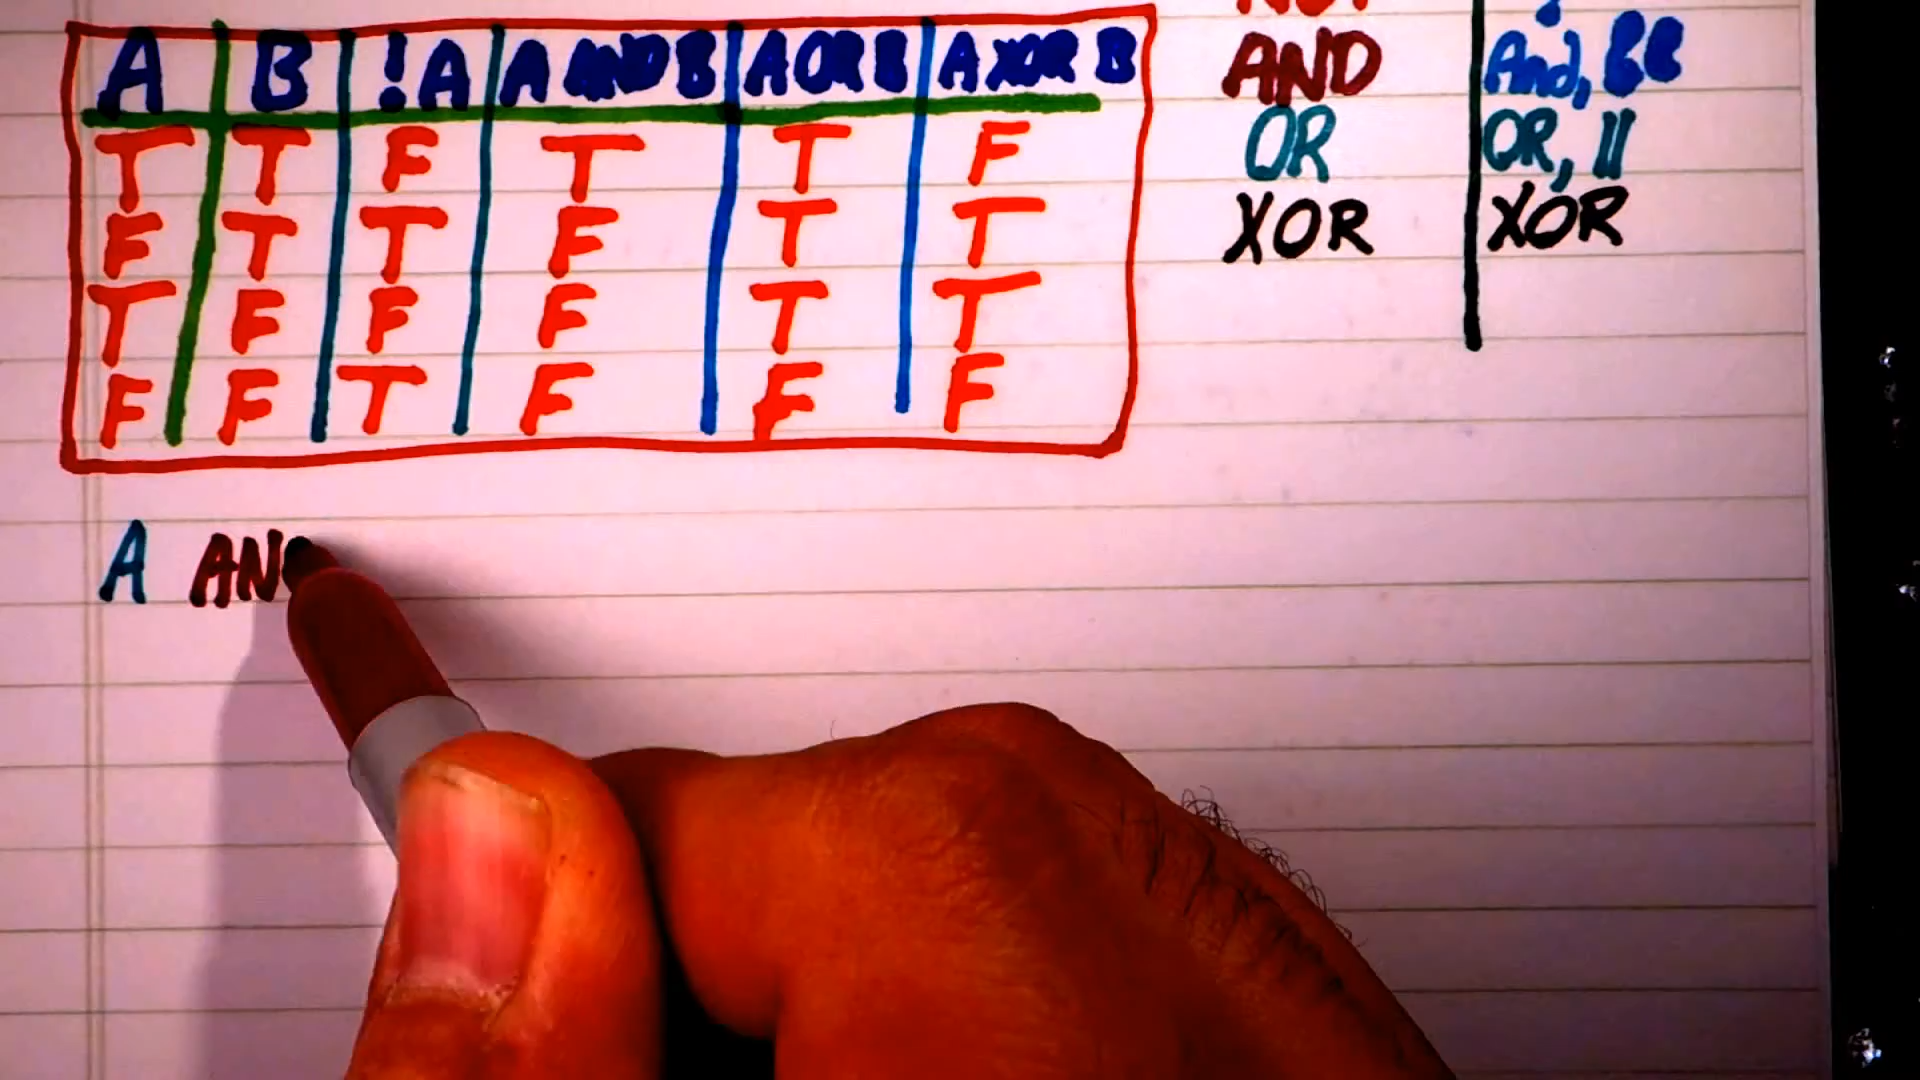 A B !A A AND B A OR B A XOR B
T T F T T F
F T T F T T
T F F F T T
F F T F F F
AND And, &&
OR OR, ||
XOR XOR
A AN